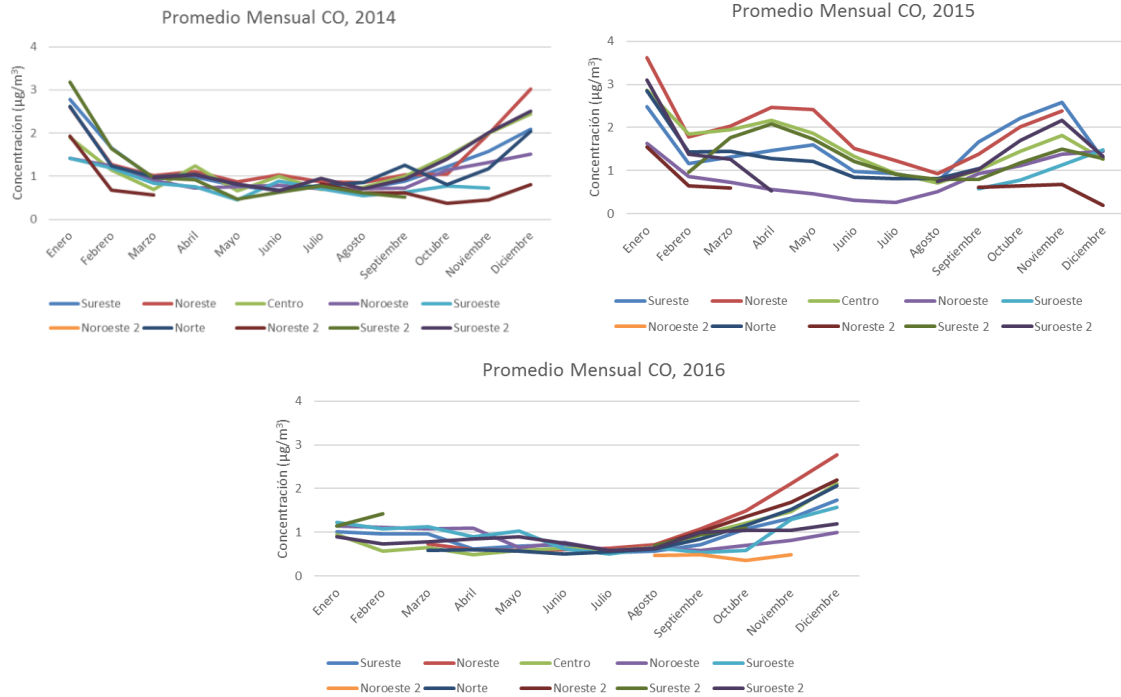 Promedio Mensual CO, 2014
Concentración (µg/m³)
4
3
2
1
0
Enero
Febrero
Marzo
Abril
Mayo
Junio
Julio
Agosto
Septiembre
Octubre
Noviembre
Diciembre
Sureste Noreste Centro Noroeste Suroeste
Noroeste 2 Norte Noreste 2 Sureste 2 Suroeste 2
Promedio Mensual CO, 2015
Concentración (µg/m³)
4
3
2
1
0
Enero
Febrero
Marzo
Abril
Mayo
Junio
Julio
Agosto
Septiembre
Octubre
Noviembre
Diciembre
Sureste Noreste Centro Noroeste Suroeste
Noroeste 2 Norte Noreste 2 Sureste 2 Suroeste 2
Promedio Mensual CO, 2016
Concentración (µg/m³)
4
3
2
1
0
Enero
Febrero
Marzo
Abril
Mayo
Junio
Julio
Agosto
Septiembre
Octubre
Noviembre
Diciembre
Sureste Noreste Centro Noroeste Suroeste
Noroeste 2 Norte Noreste 2 Sureste 2 Suroeste 2